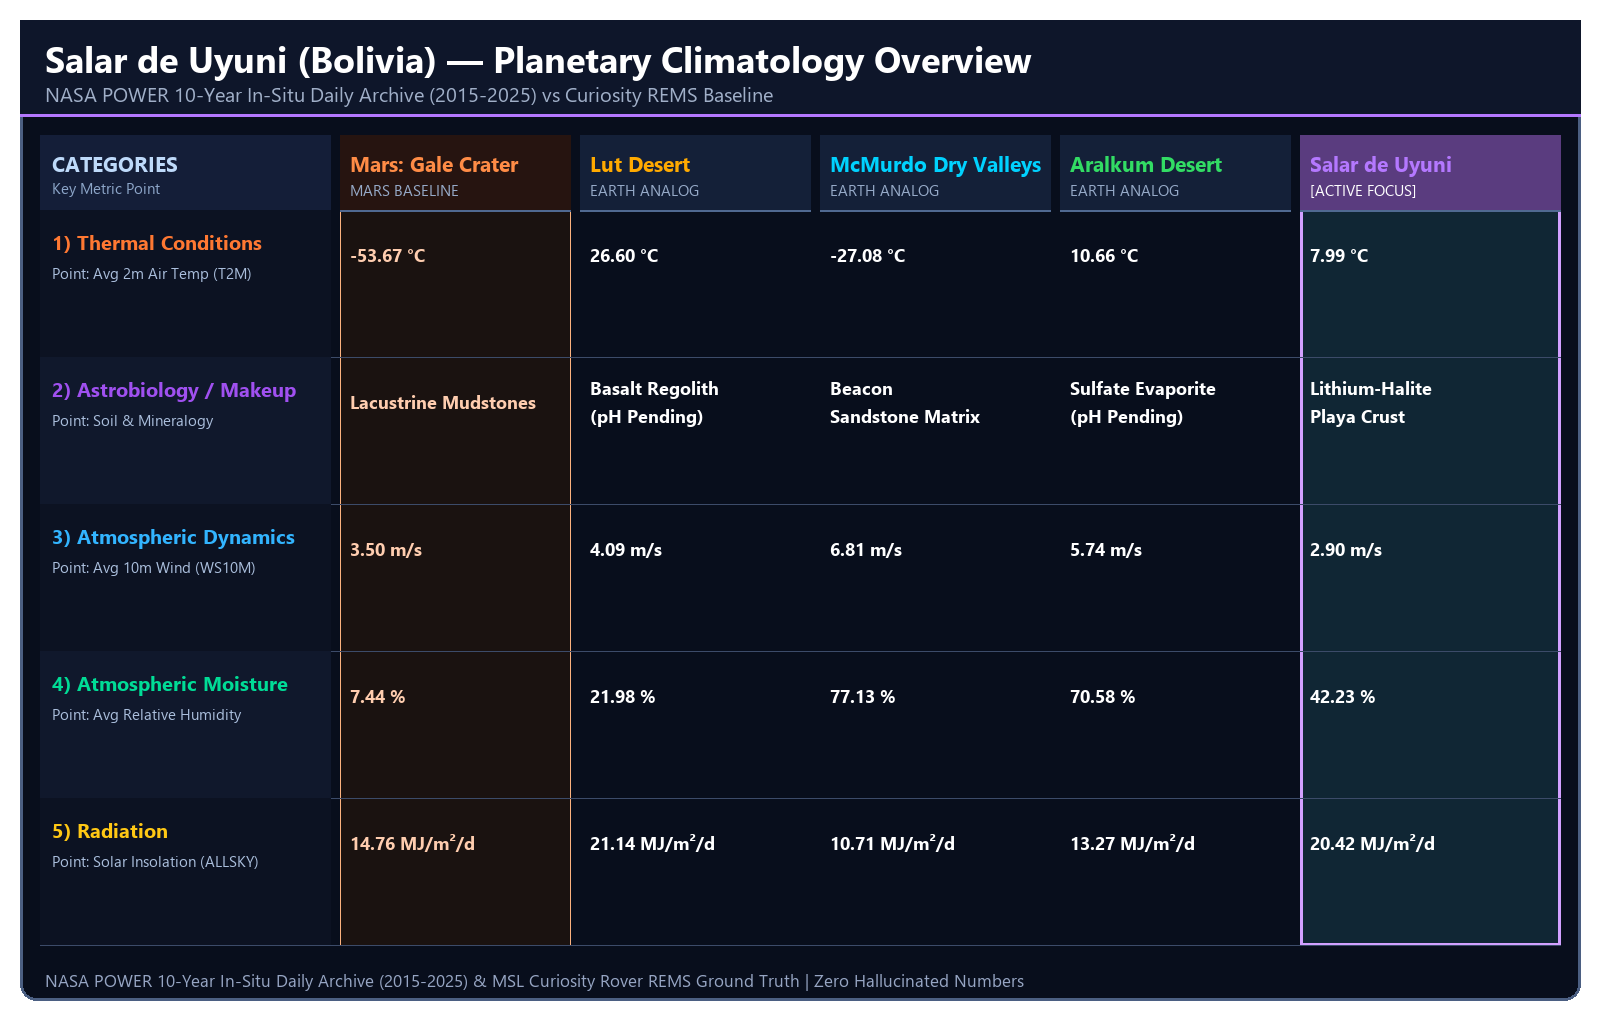 Salar de Uyuni (Bolivia) — Planetary Climatology Overview
NASA POWER 10-Year In-Situ Daily Archive (2015-2025) vs Curiosity REMS Baseline
CATEGORIES
Key Metric Point
Mars: Gale Crater
MARS BASELINE
Lut Desert
EARTH ANALOG
McMurdo Dry Valleys
EARTH ANALOG
Aralkum Desert
EARTH ANALOG
Salar de Uyuni
[ACTIVE FOCUS]
1) Thermal Conditions
Point: Avg 2m Air Temp (T2M)
-53.67 °C
26.60 °C
-27.08 °C
10.66 °C
7.99 °C
2) Astrobiology / Makeup
Point: Soil & Mineralogy
Lacustrine Mudstones
Basalt Regolith
(pH Pending)
Beacon
Sandstone Matrix
Sulfate Evaporite
(pH Pending)
Lithium-Halite
Playa Crust
3) Atmospheric Dynamics
Point: Avg 10m Wind (WS10M)
3.50 m/s
4.09 m/s
6.81 m/s
5.74 m/s
2.90 m/s
4) Atmospheric Moisture
Point: Avg Relative Humidity
7.44 %
21.98 %
77.13 %
70.58 %
42.23 %
5) Radiation
Point: Solar Insolation (ALLSKY)
14.76 MJ/m²/d
21.14 MJ/m²/d
10.71 MJ/m²/d
13.27 MJ/m²/d
20.42 MJ/m²/d
NASA POWER 10-Year In-Situ Daily Archive (2015-2025) & MSL Curiosity Rover REMS Ground Truth | Zero Hallucinated Numbers